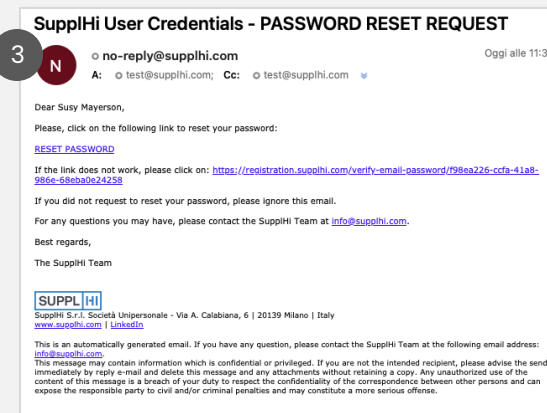 SupplHi User Credentials - PASSWORD RESET REQUEST
3
N
no-reply@supplhi.com
Oggi alle 11:3
A: test@supplhi.com; Cc: test@supplhi.com
Dear Susy Mayerson,
Please, click on the following link to reset your password:
RESET PASSWORD
If the link does not work, please click on: https://registration.supplhi.com/verify-email-password/f98ea226-ccfa-41a8-
986e-68eba0e24258
If you did not request to reset your password, please ignore this email.
For any questions you may have, please contact the SupplHi Team at info@supplhi.com.
Best regards,
The SupplHi Team
SUPPL HI
SupplHi S.r.l. Società Unipersonale - Via A. Calabiana, 6 | 20139 Milano | Italy
www.supplhi.com | LinkedIn
This is an automatically generated email. If you have any question, please contact the SupplHi Team at the following email address:
info@supplhi.com.
This message may contain information which is confidential or privileged. If you are not the intended recipient, please advise the send
immediately by reply e-mail and delete this message and any attachments without retaining a copy. Any unauthorized use of the
content of this message is a breach of your duty to respect the confidentiality of the correspondence between other persons and can
expose the responsible party to civil and/or criminal penalties and may constitute a more serious offense.